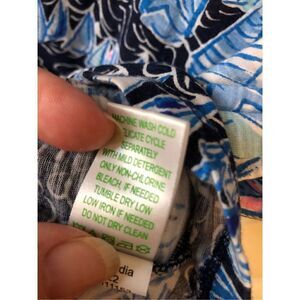 MACHINE WASH COLD
DELICATE CYCLE
SEPARATELY
WITH MILD DETERGENT
ONLY NON-CHLORINE
BLEACH, IF NEEDED
TUMBLE DRY LOW
LOW IRON IF NEEDED
DO NOT DRY CLEAN
dia